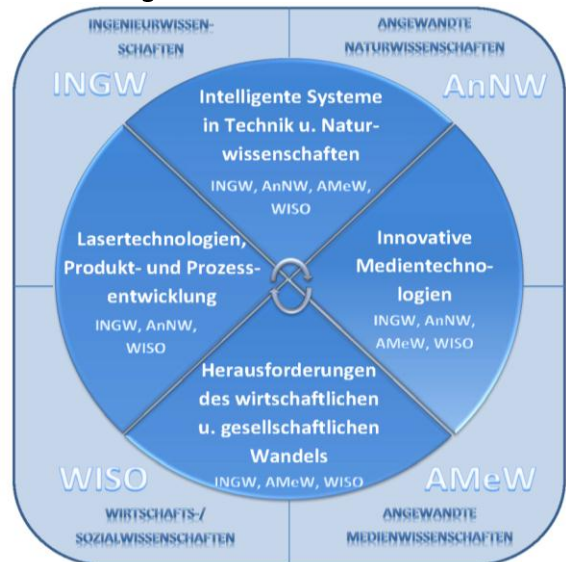 INGENIEURWISSEN-
SCHAFTEN
INGW
ANGEWANDTE
NATURWISSENSCHAFTEN
AnNW
Intelligente Systeme
in Technik u. Natur-
wissenschaften
INGW, AnNW, AMeW,
WISO
Lasertechnologien,
Produkt- und Prozess-
entwicklung
INGW, AnNW,
WISO
Innovative
Medientechno-
logien
INGW, AnNW,
AMeW, WISO
Herausforderungen
des wirtschaftlichen
u. gesellschaftlichen
Wandels
INGW, AMeW, WISO
WISO
WIRTSCHAFTS-/
SOZIALWISSENSCHAFTEN
AMeW
ANGEWANDTE
MEDIENWISSENSCHAFTEN